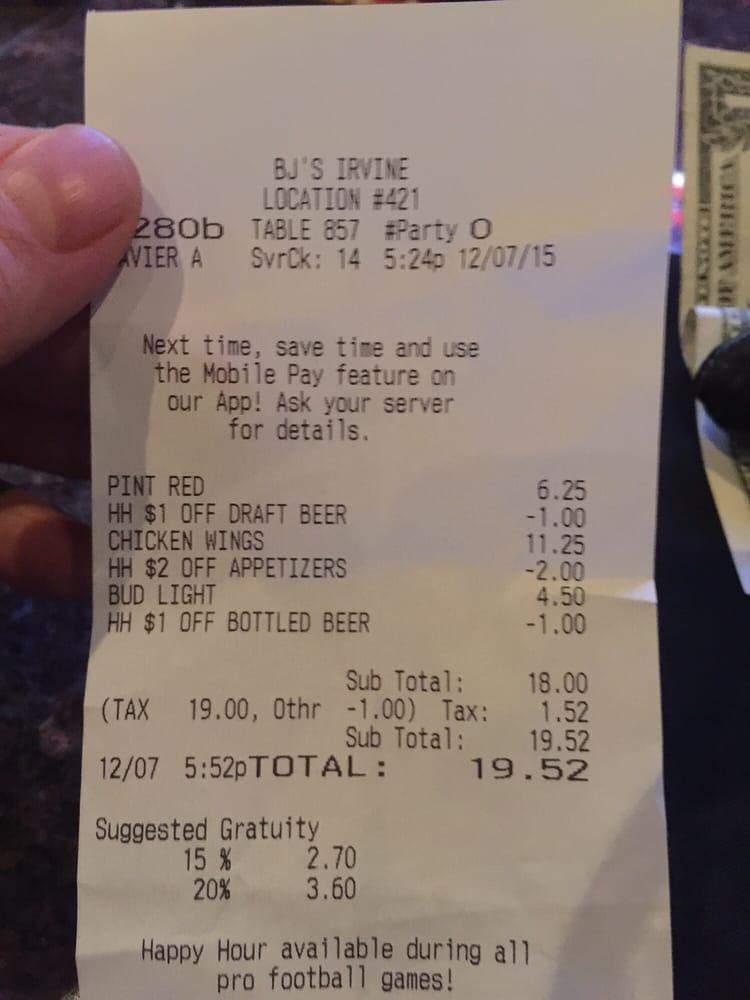 BJ'S IRVINE
LOCATION #421
280b TABLE 857 #Party 0
AVIER A SvrCk: 14 5:24p 12/07/15
Next time, save time and use
the Mobile Pay feature on
our App! Ask your server
for details.
PINT RED 6.25
HH $1 OFF DRAFT BEER -1.00
CHICKEN WINGS 11.25
HH $2 OFF APPETIZERS -2.00
BUD LIGHT 4.50
HH $1 OFF BOTTLED BEER -1.00
Sub Total: 18.00
(TAX 19.00, Othr -1.00) Tax: 1.52
Sub Total: 19.52
12/07 5:52pTOTAL: 19.52
Suggested Gratuity
15 % 2.70
20% 3.60
Happy Hour available during all
pro football games!
OF AMERICA